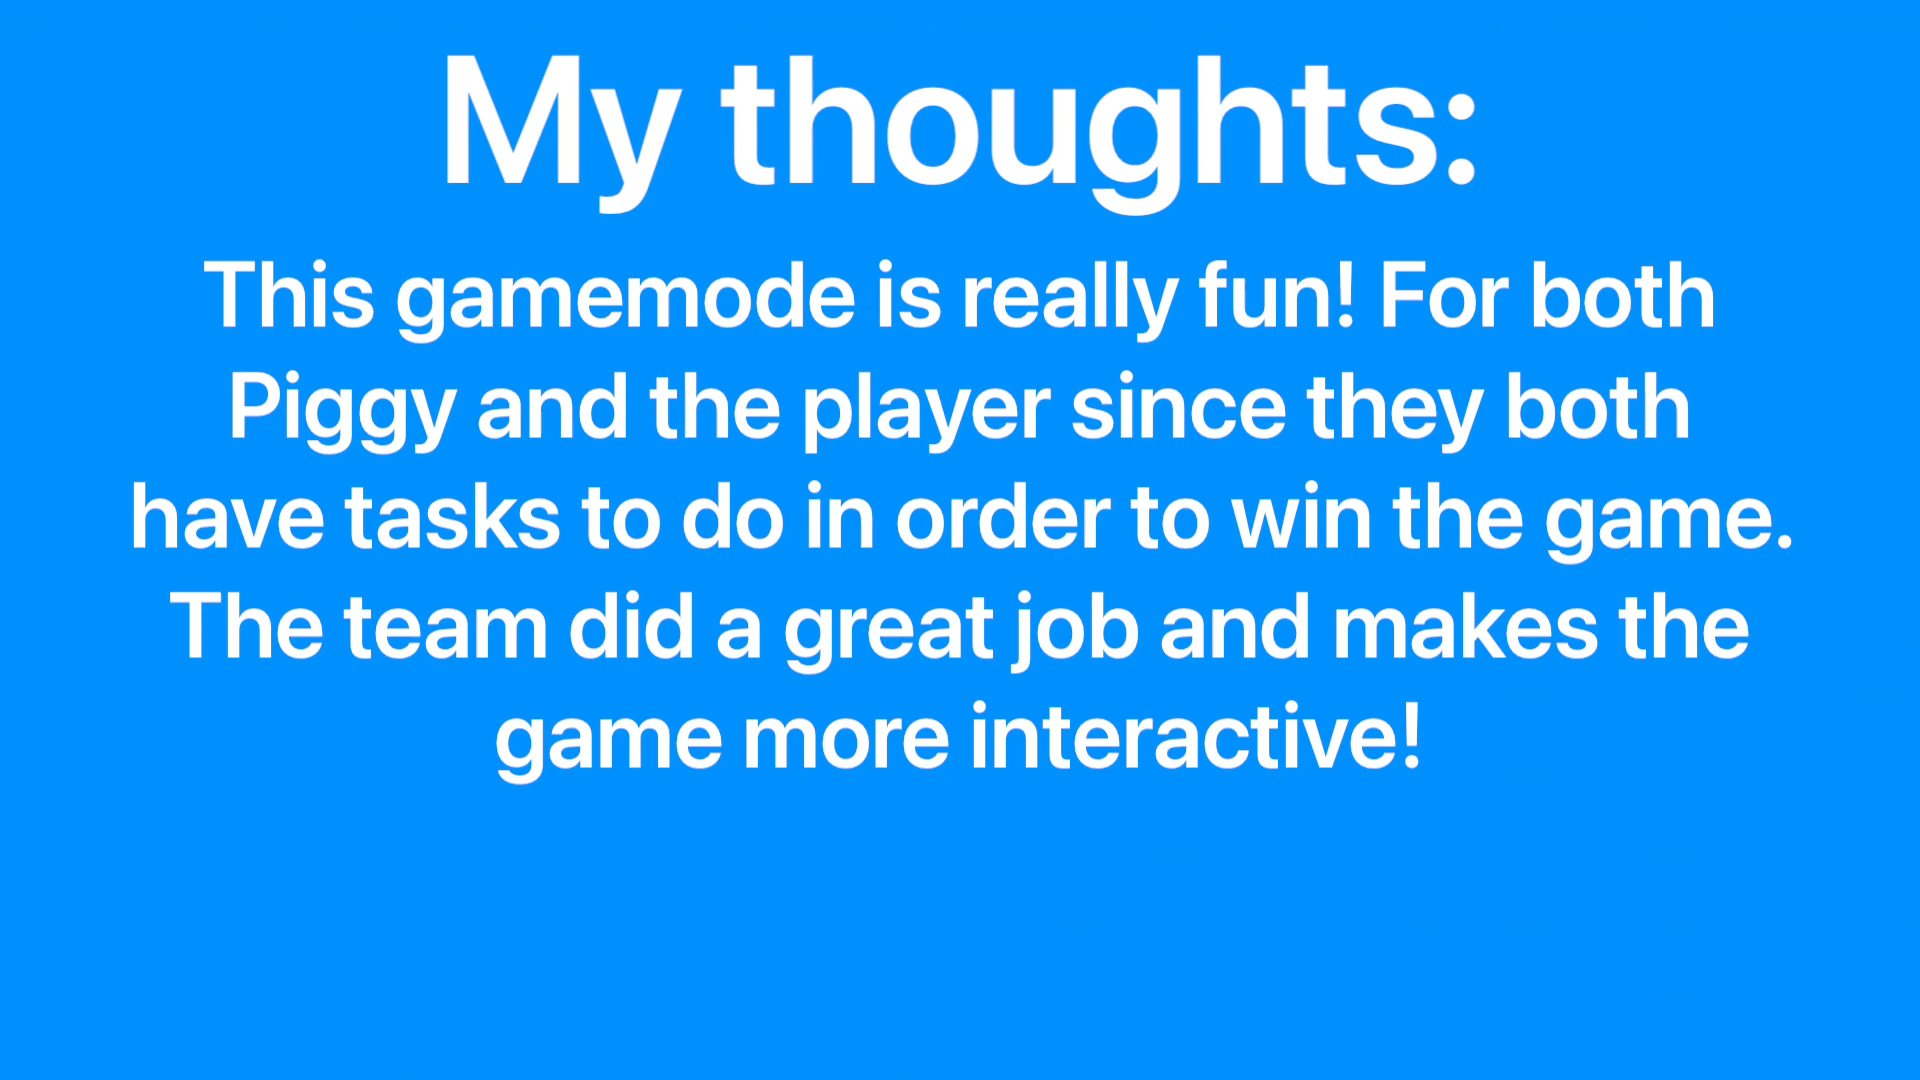 My thoughts:
This gamemode is really fun! For both
Piggy and the player since they both
have tasks to do in order to win the game.
The team did a great job and makes the
game more interactive!